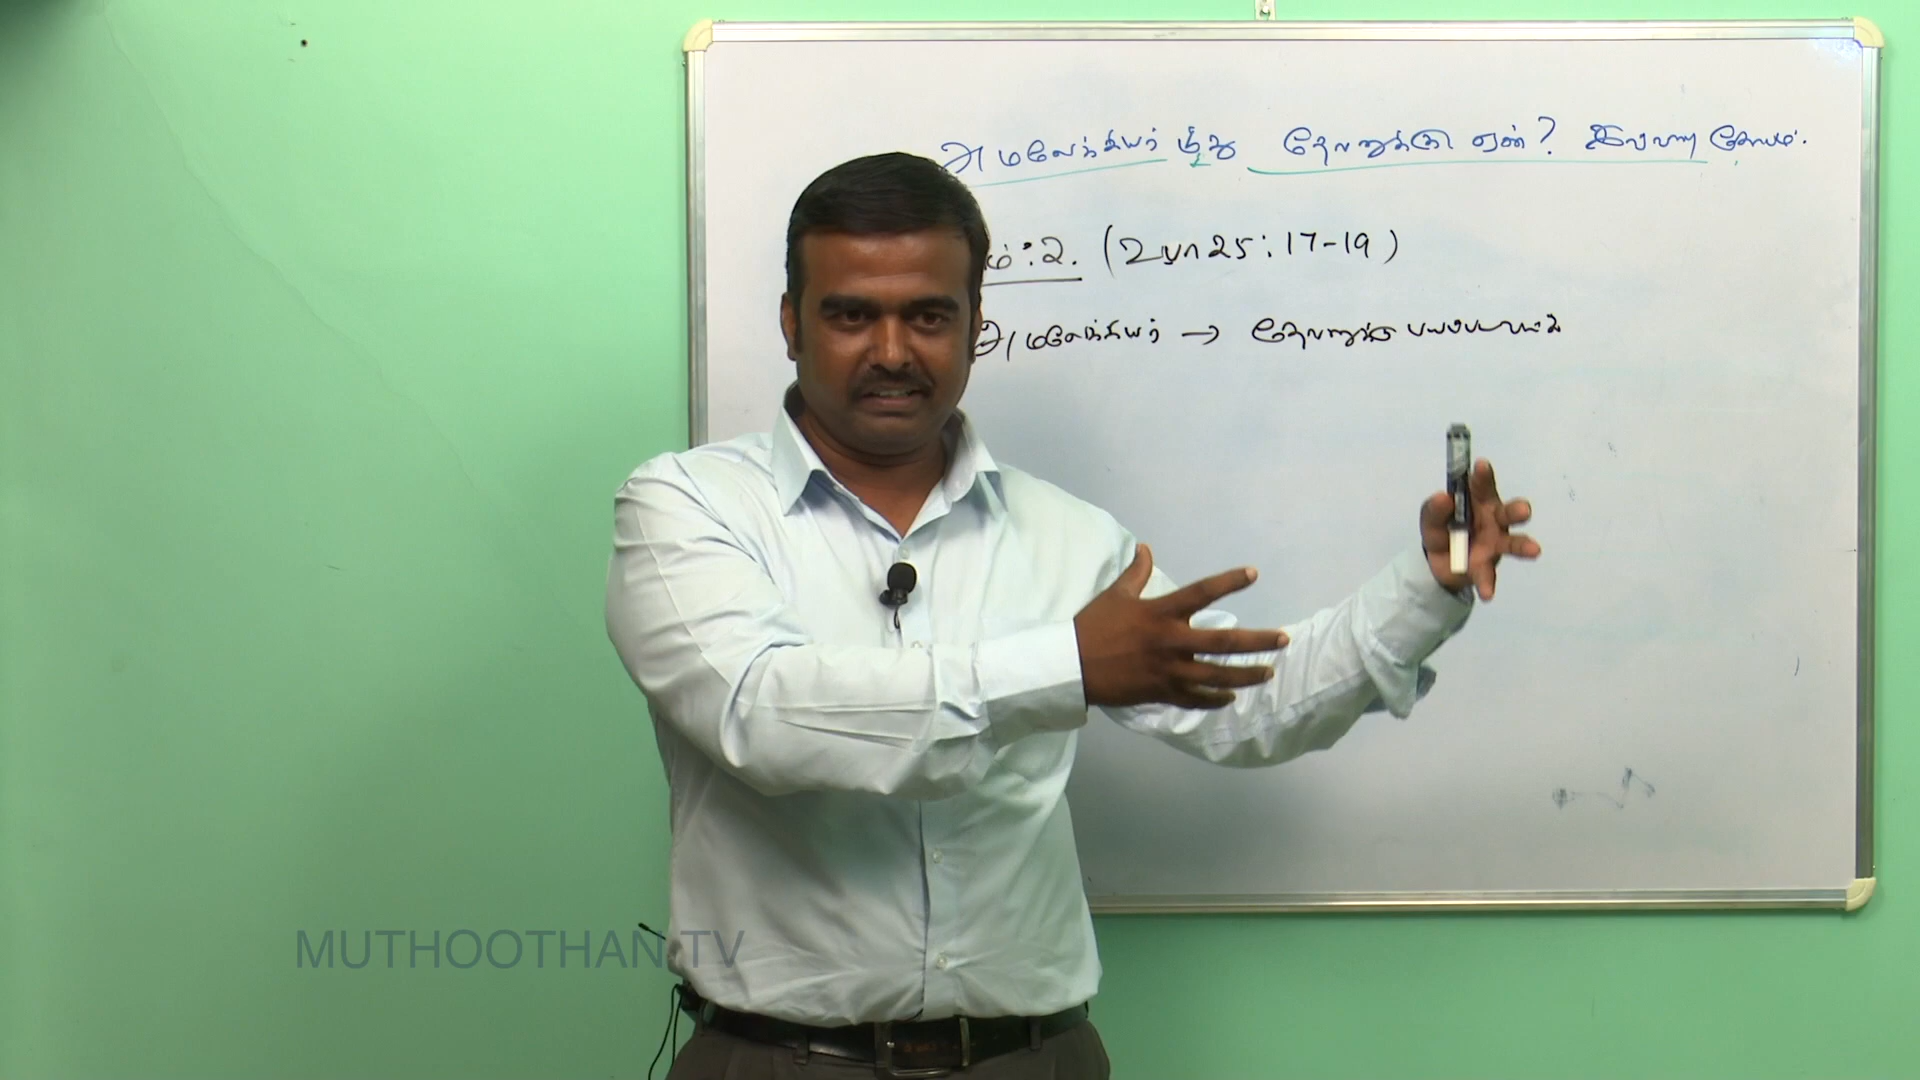 அமலேக்கியர் மீது தேவனுக்கு ஏன்? இவ்வளவு கோபம்.
ம் : 2. (உபா 25 : 17-19)
அமலேக்கியர் → தேவனுக்கு பயப்படாமல்
MUTHOOTHAN TV